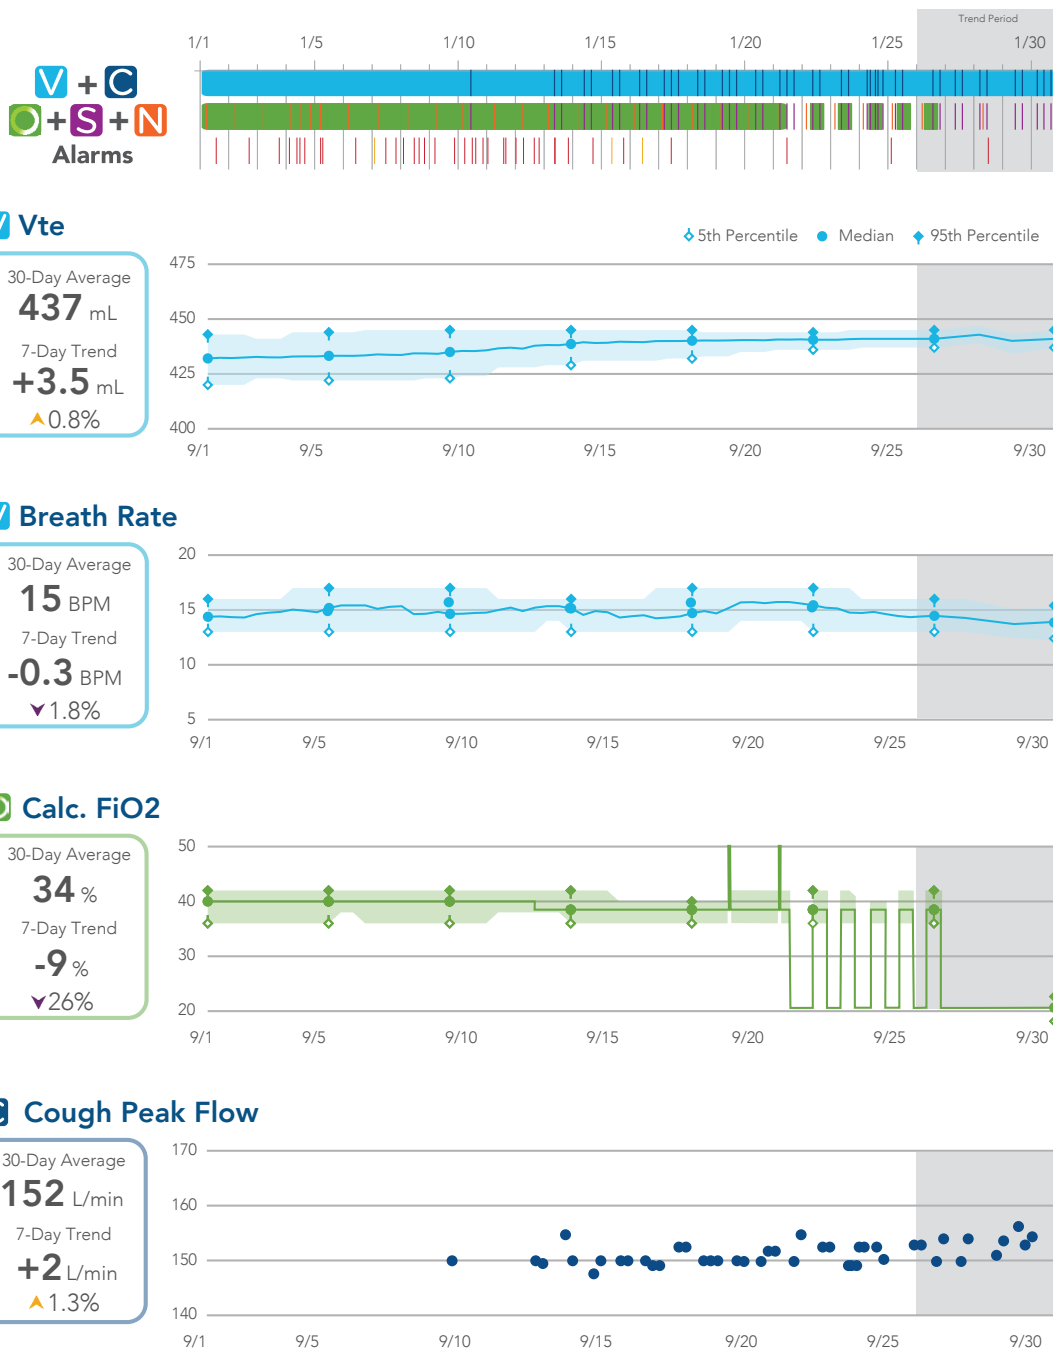 Trend Period
1/1 1/5 1/10 1/15 1/20 1/25 1/30
V + C
O + S + N
Alarms
V Vte
5th Percentile Median 95th Percentile
30-Day Average
437 mL
7-Day Trend
+3.5 mL
0.8%
475
450
425
400
9/1 9/5 9/10 9/15 9/20 9/25 9/30
V Breath Rate
30-Day Average
15 BPM
7-Day Trend
-0.3 BPM
1.8%
20
15
10
5
9/1 9/5 9/10 9/15 9/20 9/25 9/30
Calc. FiO2
30-Day Average
34 %
7-Day Trend
-9 %
26%
50
40
30
20
9/1 9/5 9/10 9/15 9/20 9/25 9/30
C Cough Peak Flow
30-Day Average
152 L/min
7-Day Trend
+2 L/min
1.3%
170
160
150
140
9/1 9/5 9/10 9/15 9/20 9/25 9/30